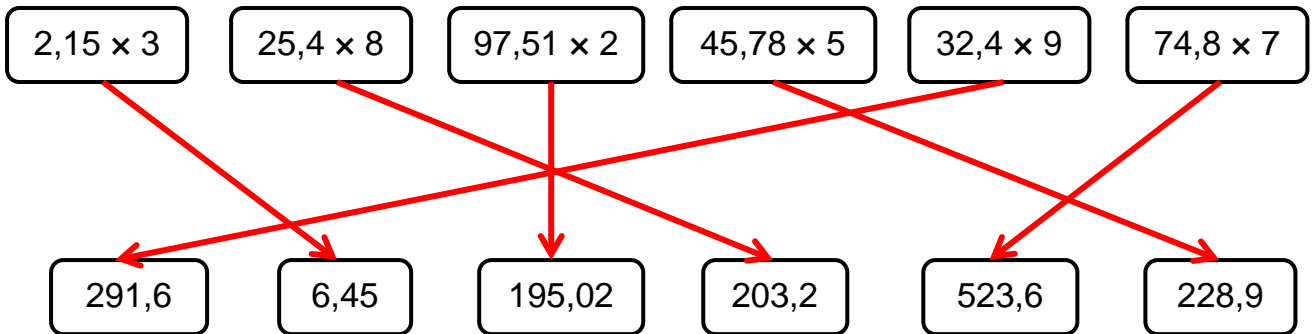 2,15 × 3 25,4 × 8 97,51 × 2 45,78 × 5 32,4 × 9 74,8 × 7
291,6 6,45 195,02 203,2 523,6 228,9